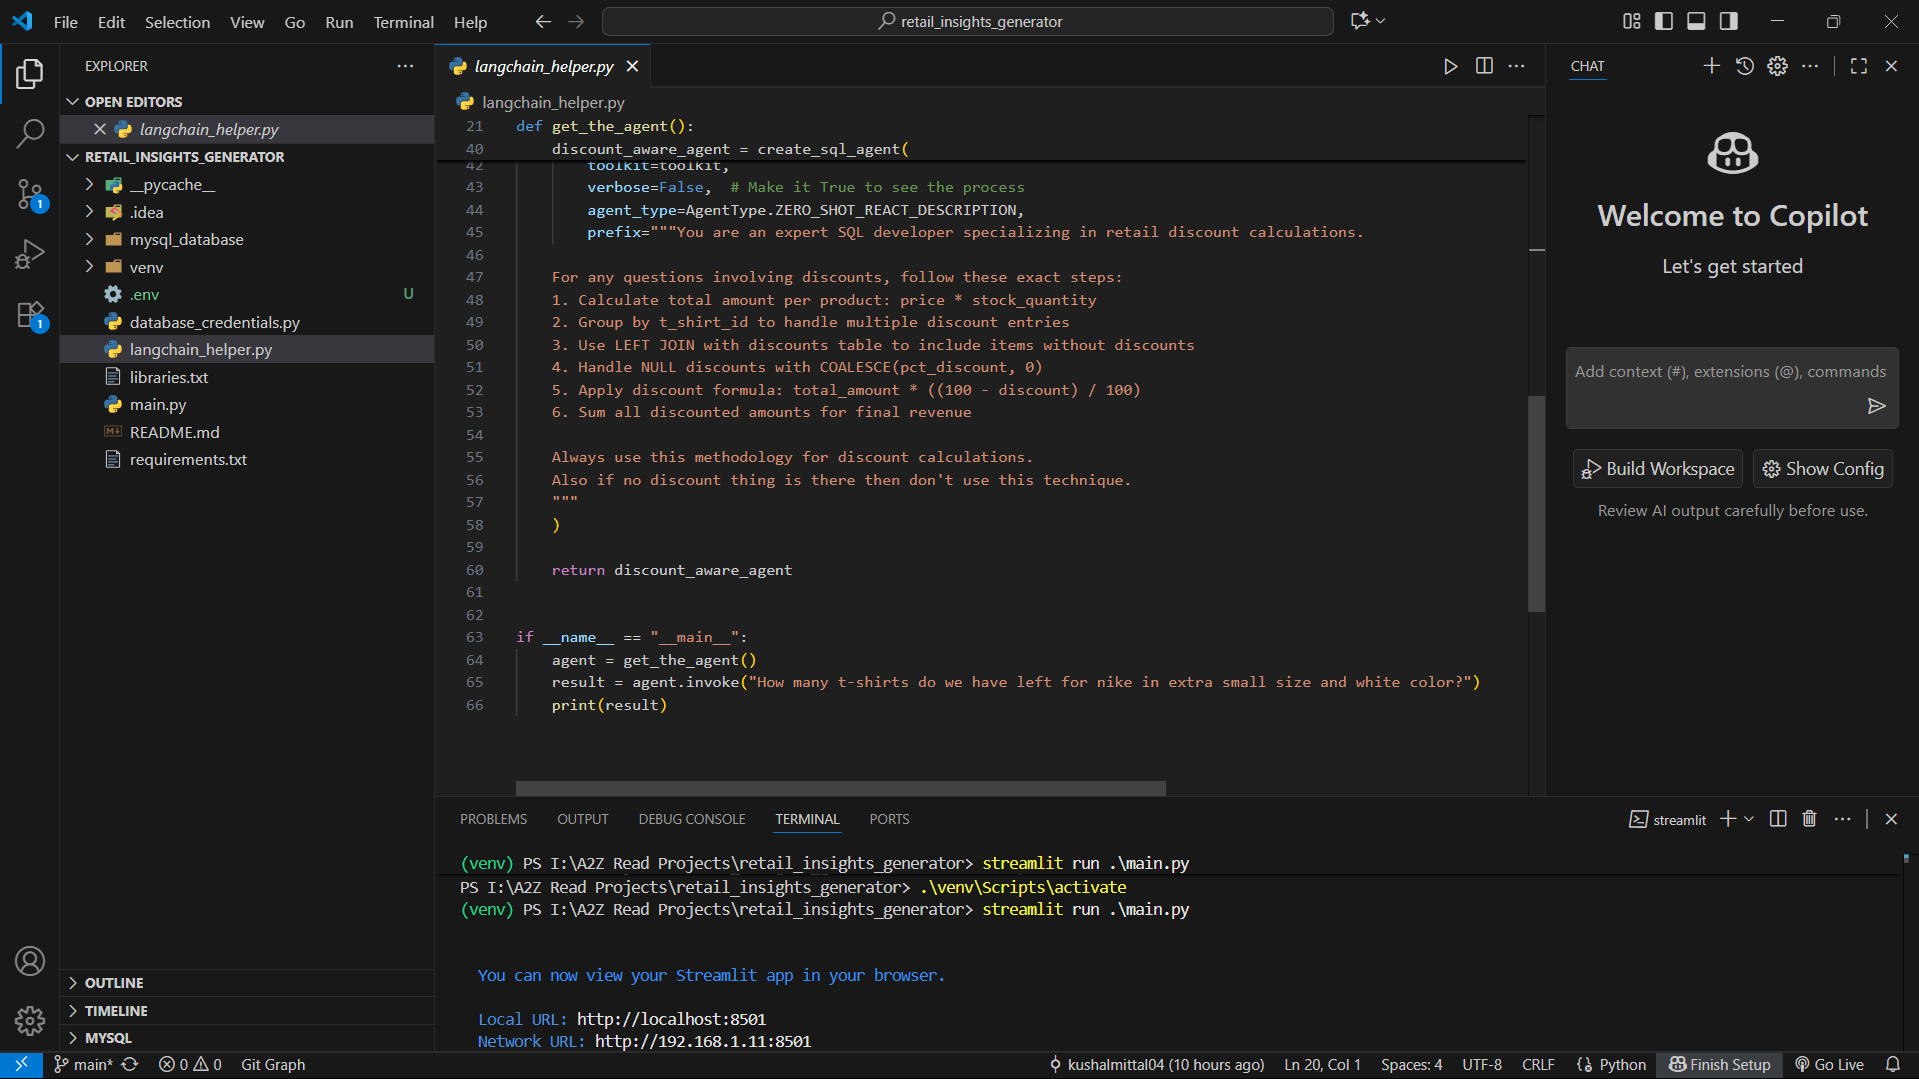 File Edit Selection View Go Run Terminal Help
retail_insights_generator
EXPLORER
OPEN EDITORS
langchain_helper.py
RETAIL_INSIGHTS_GENERATOR
__pycache__
.idea
mysql_database
venv
.env U
database_credentials.py
langchain_helper.py
libraries.txt
main.py
README.md
requirements.txt
OUTLINE
TIMELINE
MYSQL
langchain_helper.py
langchain_helper.py
21 def get_the_agent():
40 discount_aware_agent = create_sql_agent(
42 toolkit=toolkit,
43 verbose=False, # Make it True to see the process
44 agent_type=AgentType.ZERO_SHOT_REACT_DESCRIPTION,
45 prefix="""You are an expert SQL developer specializing in retail discount calculations.
46
47 For any questions involving discounts, follow these exact steps:
48 1. Calculate total amount per product: price * stock_quantity
49 2. Group by t_shirt_id to handle multiple discount entries
50 3. Use LEFT JOIN with discounts table to include items without discounts
51 4. Handle NULL discounts with COALESCE(pct_discount, 0)
52 5. Apply discount formula: total_amount * ((100 - discount) / 100)
53 6. Sum all discounted amounts for final revenue
54
55 Always use this methodology for discount calculations.
56 Also if no discount thing is there then don't use this technique.
57 """
58 )
59
60 return discount_aware_agent
61
62
63 if __name__ == "__main__":
64 agent = get_the_agent()
65 result = agent.invoke("How many t-shirts do we have left for nike in extra small size and white color?")
66 print(result)
PROBLEMS OUTPUT DEBUG CONSOLE TERMINAL PORTS
streamlit
(venv) PS I:\A2Z Read Projects\retail_insights_generator> streamlit run .\main.py
PS I:\A2Z Read Projects\retail_insights_generator> .\venv\Scripts\activate
(venv) PS I:\A2Z Read Projects\retail_insights_generator> streamlit run .\main.py
You can now view your Streamlit app in your browser.
Local URL: http://localhost:8501
Network URL: http://192.168.1.11:8501
CHAT
Welcome to Copilot
Let's get started
Add context (#), extensions (@), commands
Build Workspace
Show Config
Review AI output carefully before use.
1
1
main* 0 0 Git Graph kushalmittal04 (10 hours ago) Ln 20, Col 1 Spaces: 4 UTF-8 CRLF Python Finish Setup Go Live